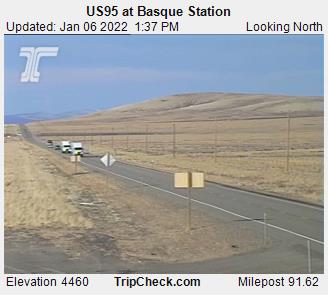 US95 at Basque Station
Updated: Jan 06 2022 1:37 PM Looking North
Elevation 4460 TripCheck.com Milepost 91.62